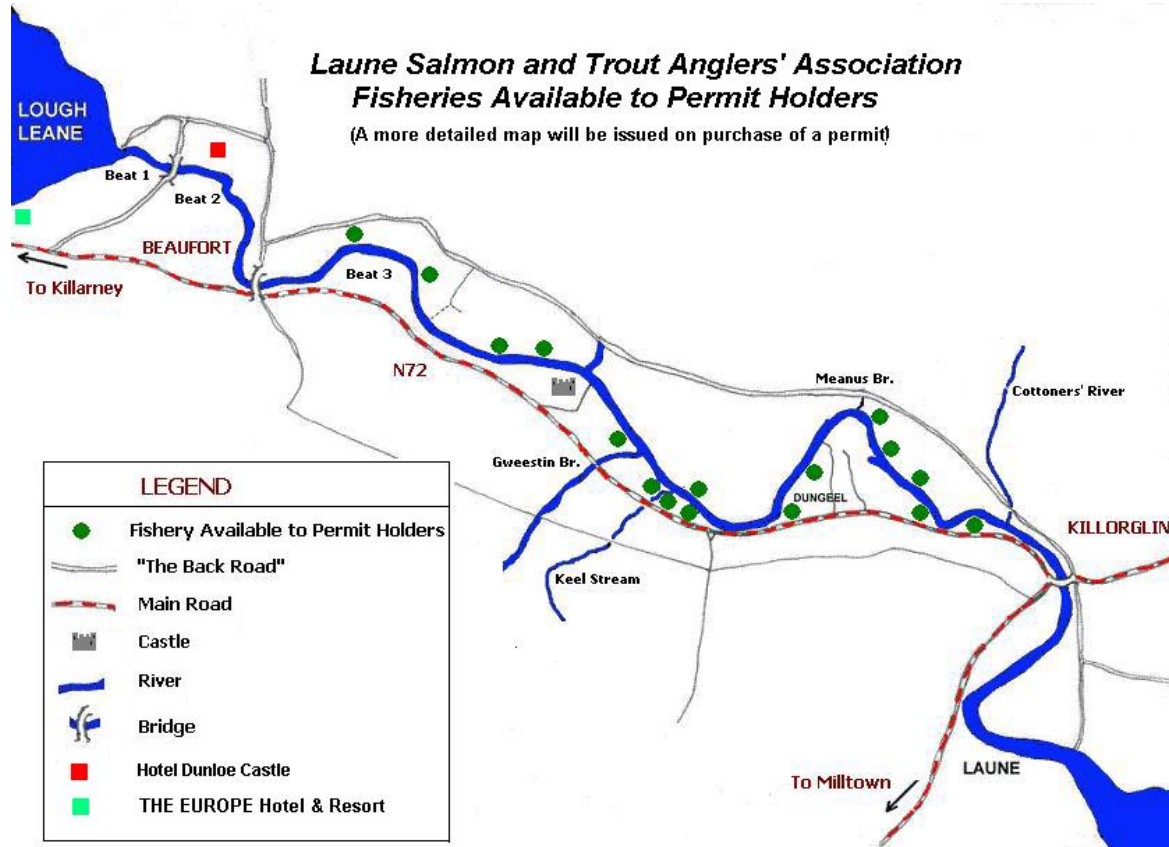 Laune Salmon and Trout Anglers' Association
Fisheries Available to Permit Holders
(A more detailed map will be issued on purchase of a permit)
LOUGH
LEANE
Beat 1
Beat 2
BEAUFORT
To Killarney
Beat 3
N72
Meanus Br.
Cottoners' River
Gweestin Br.
DUNGEEL
KILLORGLIN
Keel Stream
To Milltown
LAUNE
LEGEND
Fishery Available to Permit Holders
"The Back Road"
Main Road
Castle
River
Bridge
Hotel Dunloe Castle
THE EUROPE Hotel & Resort